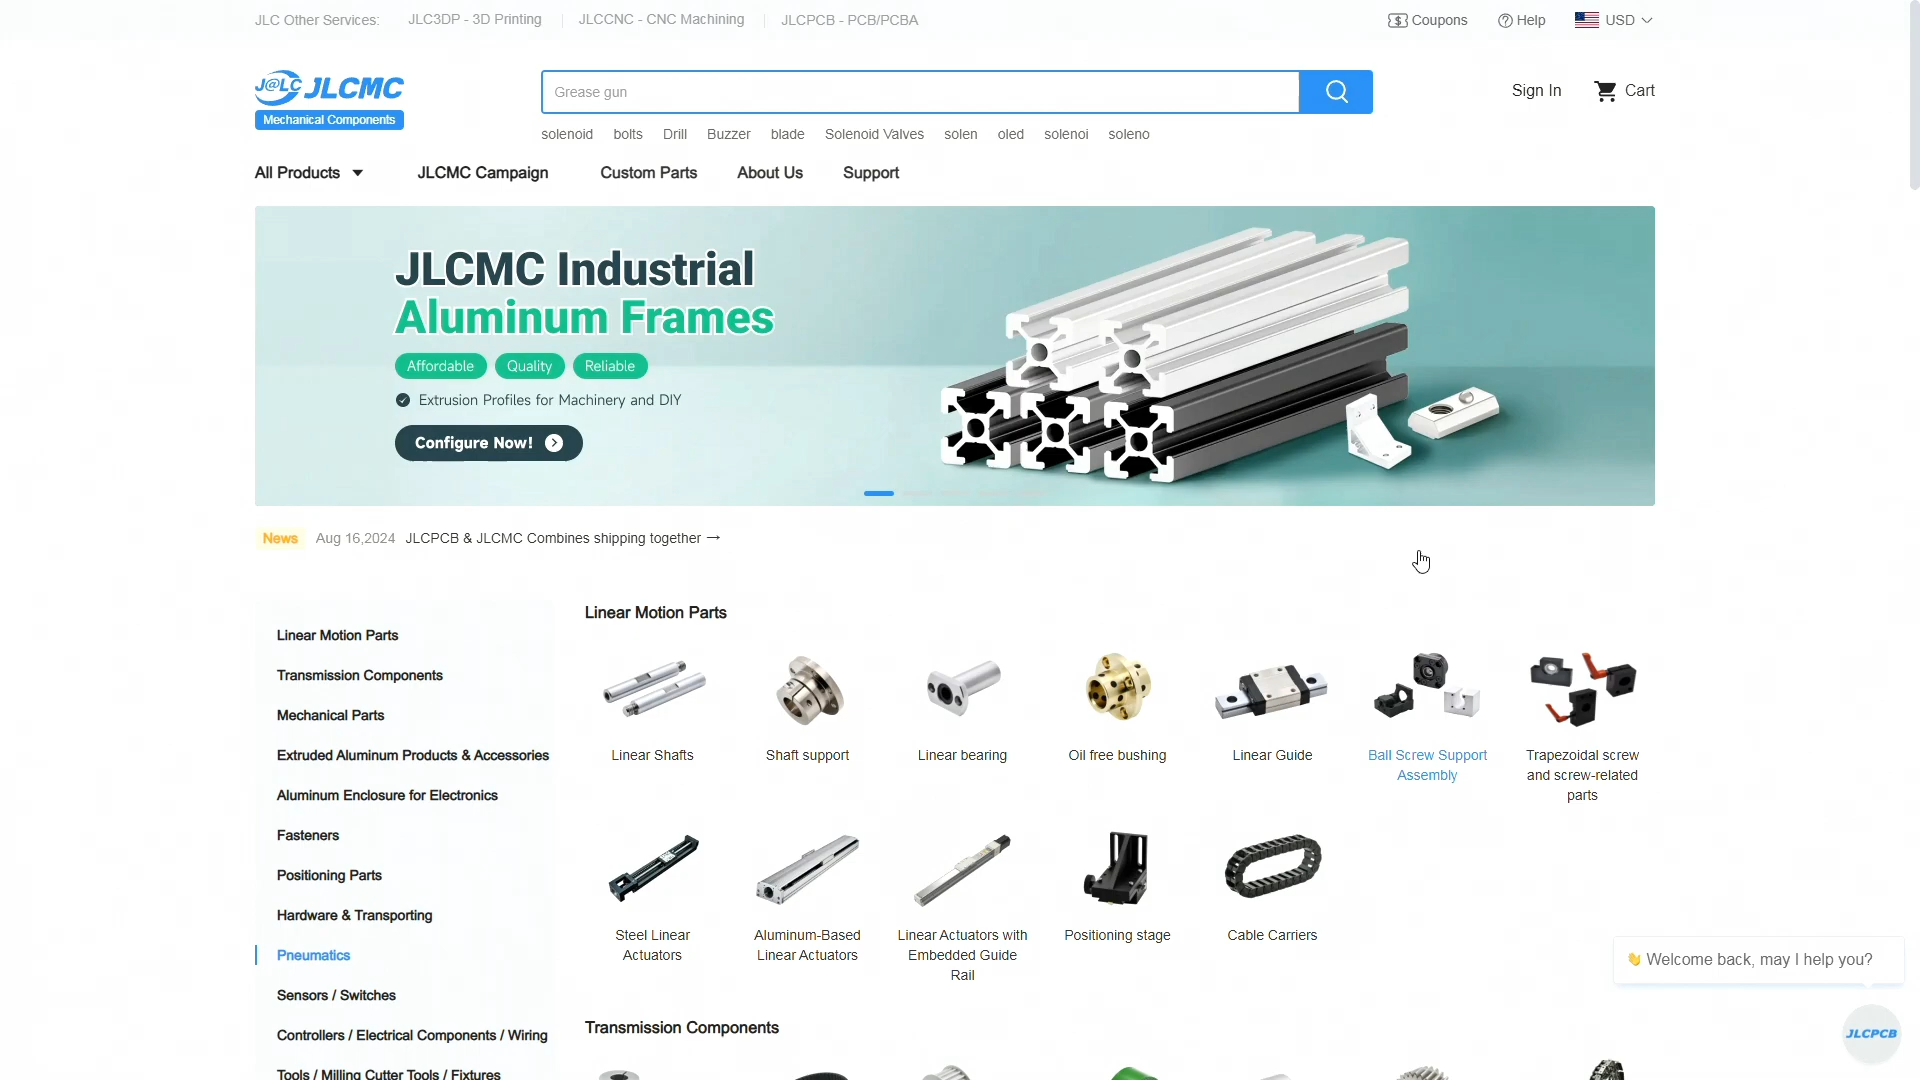 JLC Other Services:
JLC3DP - 3D Printing
JLCCNC - CNC Machining
JLCPCB - PCB/PCBA
Coupons
Help
USD
J@LC JLCMC
Mechanical Components
Grease gun
Sign In
Cart
solenoid bolts Drill Buzzer blade Solenoid Valves solen oled solenoi soleno
All Products
JLCMC Campaign
Custom Parts
About Us
Support
JLCMC Industrial
Aluminum Frames
Affordable Quality Reliable
Extrusion Profiles for Machinery and DIY
Configure Now!
News Aug 16,2024 JLCPCB & JLCMC Combines shipping together →
Linear Motion Parts
Transmission Components
Mechanical Parts
Extruded Aluminum Products & Accessories
Aluminum Enclosure for Electronics
Fasteners
Positioning Parts
Hardware & Transporting
Pneumatics
Sensors / Switches
Controllers / Electrical Components / Wiring
Tools / Milling Cutter Tools / Fixtures
Linear Motion Parts
Linear Shafts
Shaft support
Linear bearing
Oil free bushing
Linear Guide
Ball Screw Support
Assembly
Trapezoidal screw
and screw-related
parts
Steel Linear
Actuators
Aluminum-Based
Linear Actuators
Linear Actuators with
Embedded Guide
Rail
Positioning stage
Cable Carriers
Transmission Components
👋 Welcome back, may I help you?
JLCPCB